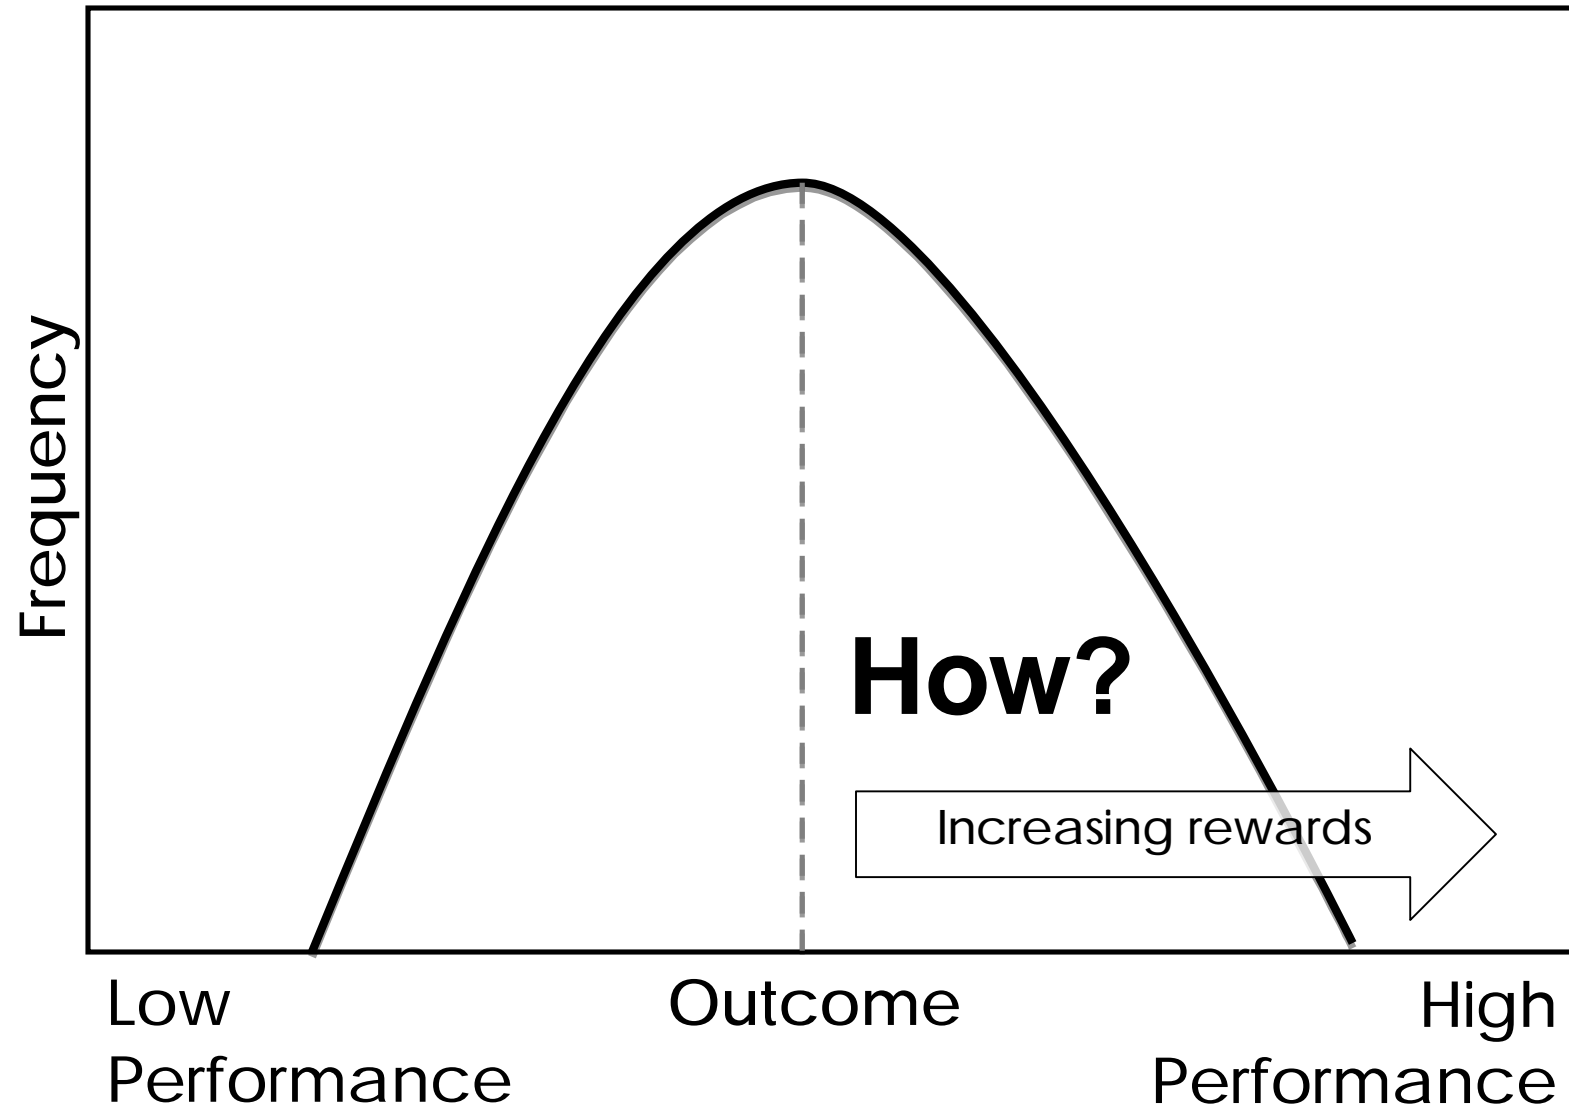 Frequency
How?
Increasing rewards
Low
Performance
Outcome
High
Performance